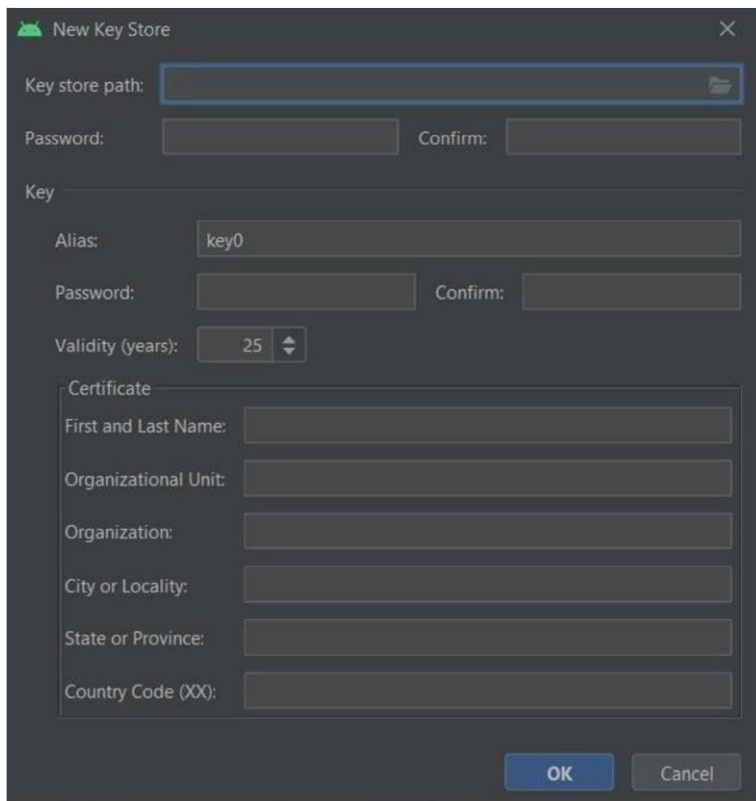 New Key Store
Key store path:
Password: Confirm:
Key
Alias: key0
Password: Confirm:
Validity (years): 25
Certificate
First and Last Name:
Organizational Unit:
Organization:
City or Locality:
State or Province:
Country Code (XX):
OK Cancel